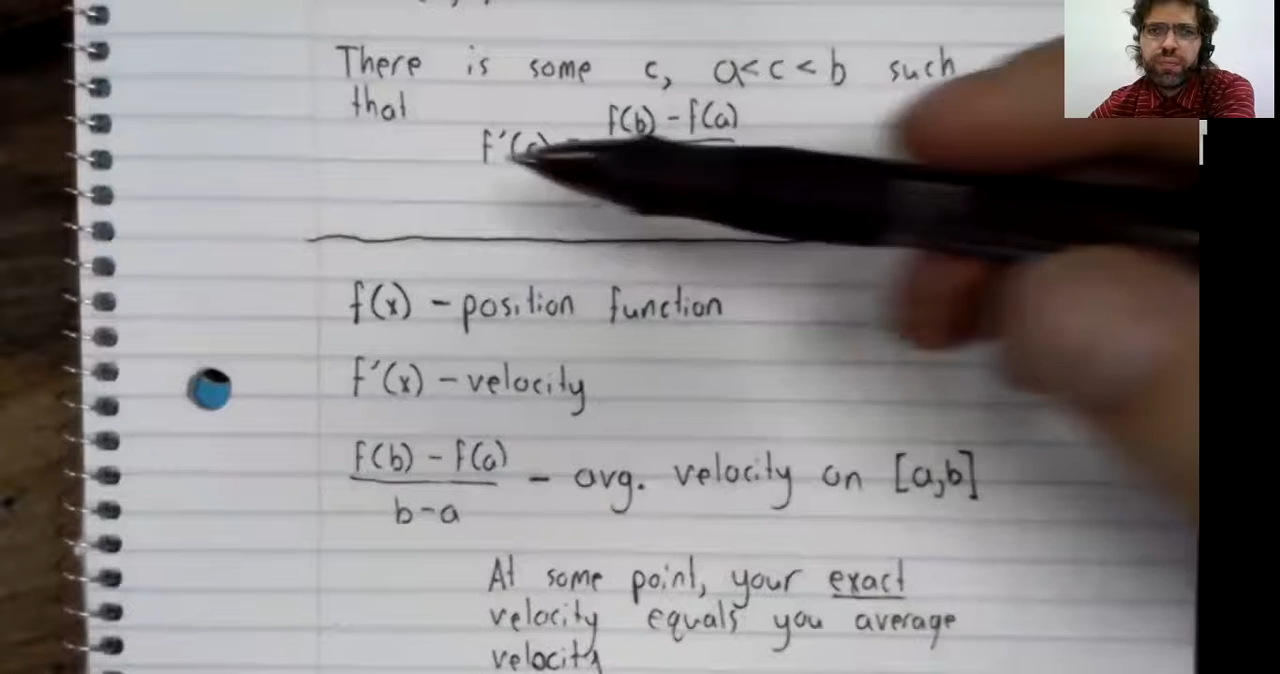 There is some c, a<c<b such
that
f(b) - f(a)
f'(c) =
f(x) - position function
f'(x) - velocity
f(b) - f(a)
b-a
- avg. velocity on [a,b]
At some point, your exact
velocity equals you average
velocity